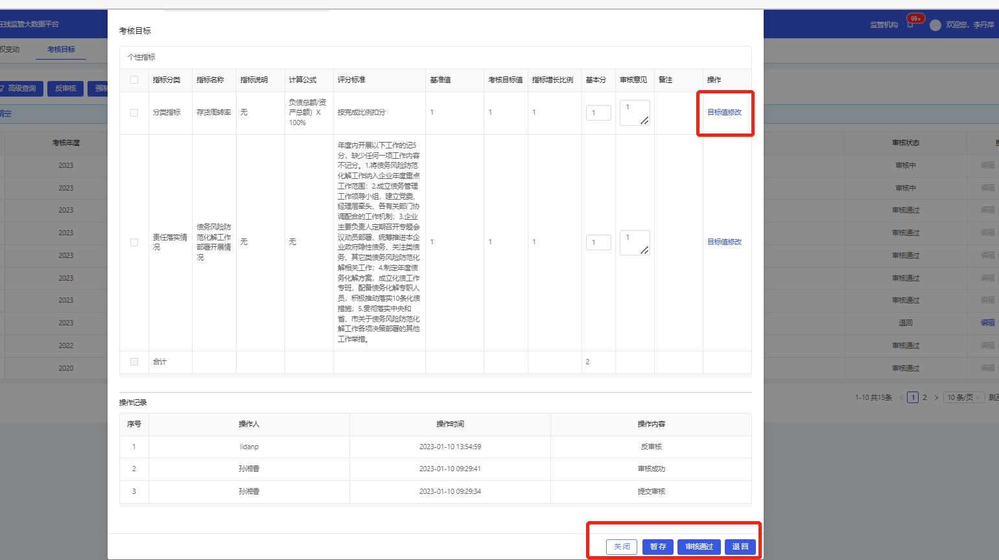 在线监管大数据平台
监管机构
99+
欢迎您，李丹萍
权变动
考核目标
高级查询
反审核
强制
清空
考核年度
审核状态
2023
审核中
编辑
2023
审核中
编辑
2023
审核通过
编辑
2023
审核通过
编辑
2023
审核通过
编辑
2023
审核通过
编辑
2023
审核通过
编辑
2023
退回
编辑
2022
审核通过
编辑
2020
审核通过
编辑
1-10 共15条
<
1
2
>
10 条/页
跳至
考核目标
个性指标
指标分类
指标名称
指标说明
计算公式
评分标准
基准值
考核目标值
指标增长比例
基本分
审核意见
备注
操作
分类指标
存货周转率
无
负债总额/资
产总额）X
100%
按完成比例扣分
1
1
1
1
1
目标值修改
责任落实情
况
债务风险防
范化解工作
部署开展情
况
无
无
年度内开展以下工作的记5
分，缺少任何一项工作内容
不记分。1.将债务风险防范
化解工作纳入企业年度重点
工作范围：2.成立债务管理
工作领导小组，建立党委、
经理层牵头、各有关部门协
调配合的工作机制；3.企业
主要负责人定期召开专题会
议动员部署、统筹推进本企
业政府隐性债务、关注类债
务、其它类债务风险防范化
解相关工作；4.制定年度债
务化解方案，成立化债工作
专班，配备债务化解专职人
员，积极推动落实10条化债
措施；5.贯彻落实中央和
省、市关于债务风险防范化
解工作各项决策部署的其他
工作举措。
1
1
1
1
1
目标值修改
合计
2
操作记录
序号
操作人
操作时间
操作内容
1
lidanp
2023-01-10 13:54:59
反审核
2
孙湘香
2023-01-10 09:29:41
审核成功
3
孙湘香
2023-01-10 09:29:34
提交审核
关 闭
暂 存
审核通过
退 回